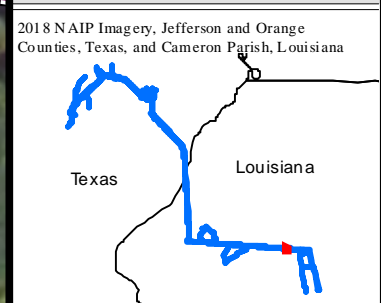 2018 NAIP Imagery, Jefferson and Orange
Counties, Texas, and Cameron Parish, Louisiana
Louisiana
Texas